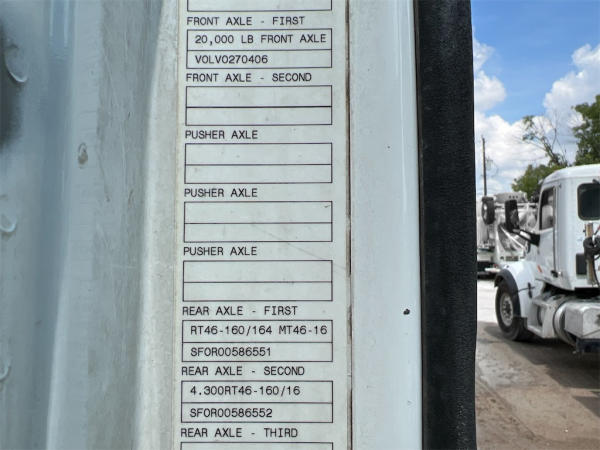 FRONT AXLE - FIRST
20,000 LB FRONT AXLE
VOLVO270406
FRONT AXLE - SECOND
PUSHER AXLE
PUSHER AXLE
PUSHER AXLE
REAR AXLE - FIRST
RT46-160/164 MT46-16
SFOR00586551
REAR AXLE - SECOND
4.300RT46-160/16
SFOR00586552
REAR AXLE - THIRD